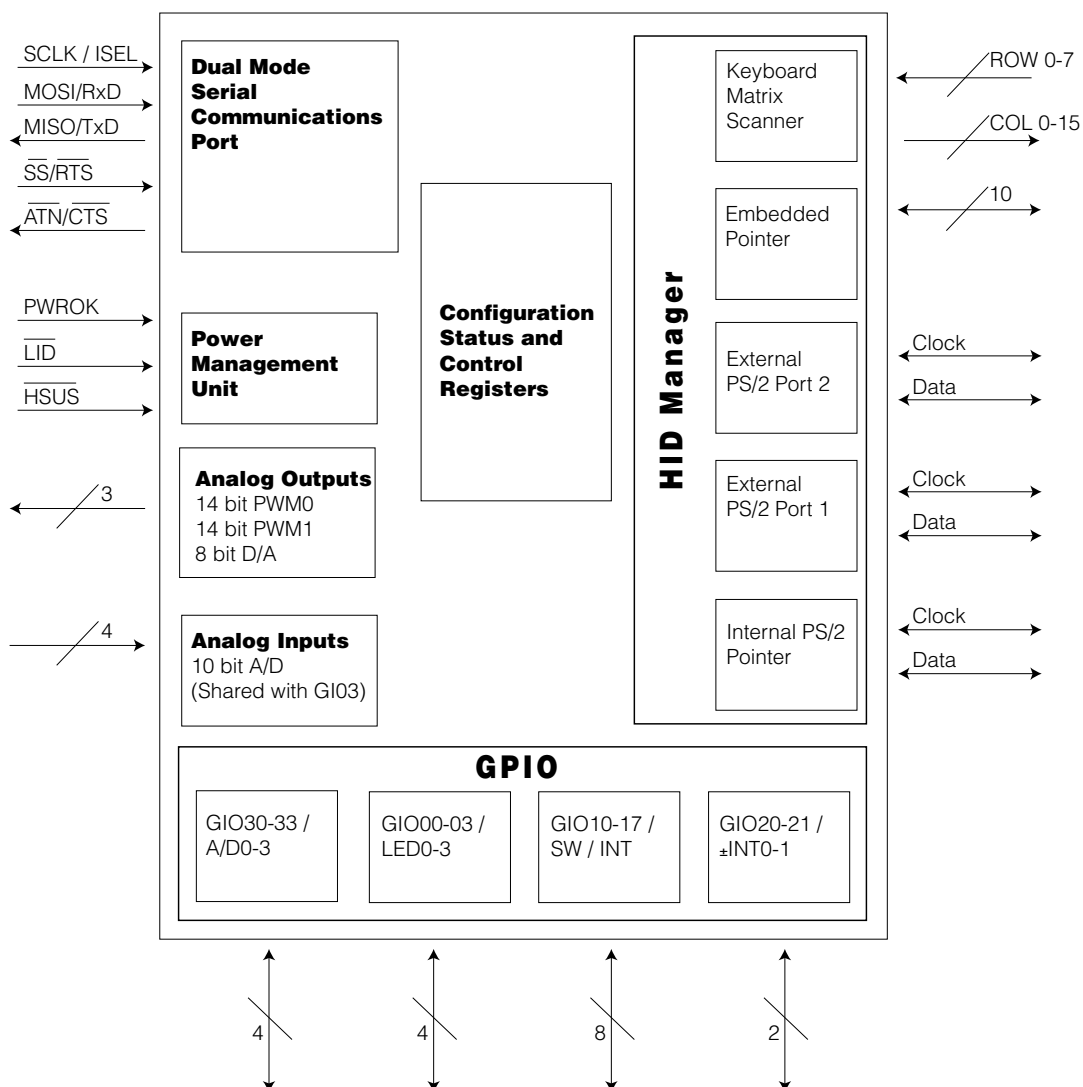 SCLK / ISEL
MOSI/RxD
MISO/TxD
SS/RTS
ATN/CTS
PWROK
LID
HSUS
3
4
Dual Mode
Serial
Communications
Port
Power
Management
Unit
Analog Outputs
14 bit PWM0
14 bit PWM1
8 bit D/A
Analog Inputs
10 bit A/D
(Shared with GI03)
Configuration
Status and
Control
Registers
HID Manager
Keyboard
Matrix
Scanner
Embedded
Pointer
External
PS/2 Port 2
External
PS/2 Port 1
Internal PS/2
Pointer
ROW 0-7
COL 0-15
10
Clock
Data
Clock
Data
Clock
Data
GPIO
GIO30-33 /
A/D0-3
GIO00-03 /
LED0-3
GIO10-17 /
SW / INT
GIO20-21 /
±INT0-1
4
4
8
2